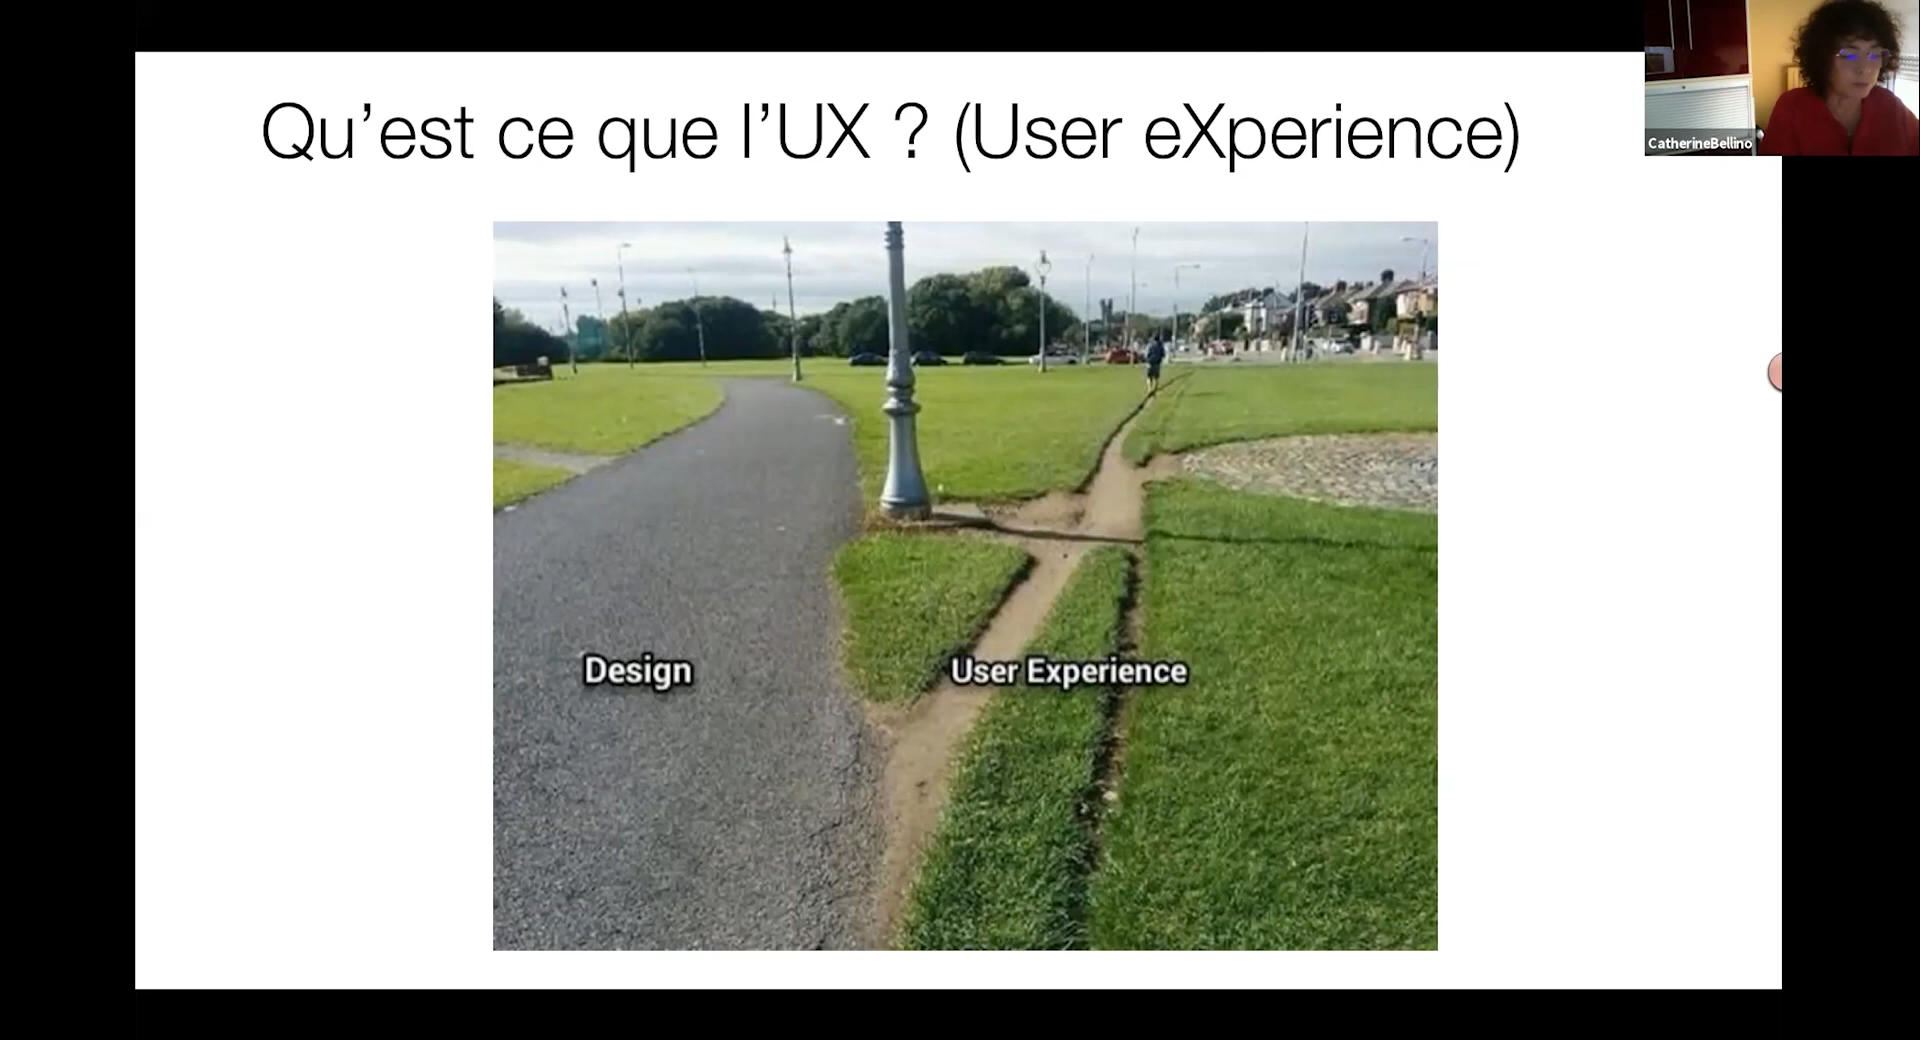 Qu’est ce que l’UX ? (User eXperience)
CatherineBellino
Design
User Experience